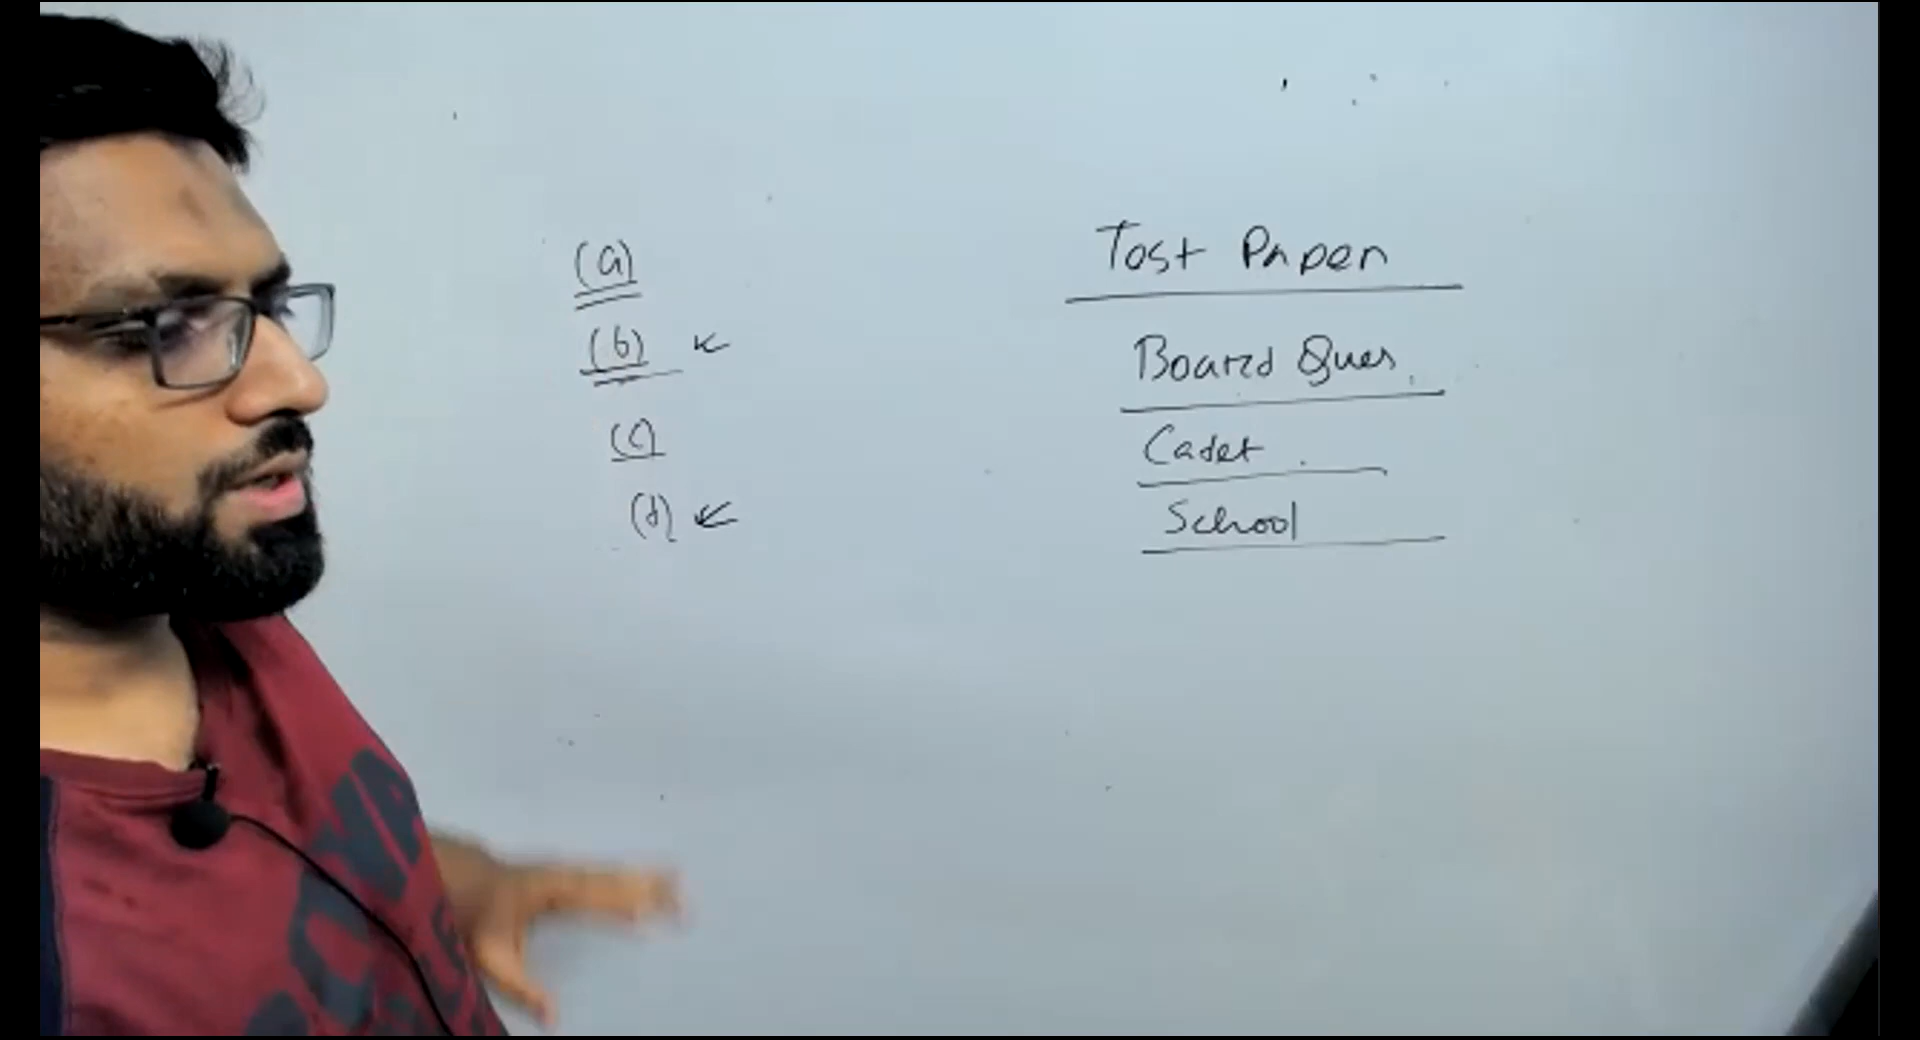 (a)
(b)
(c)
(d)
Test Paper
Board Ques.
Cadet
School